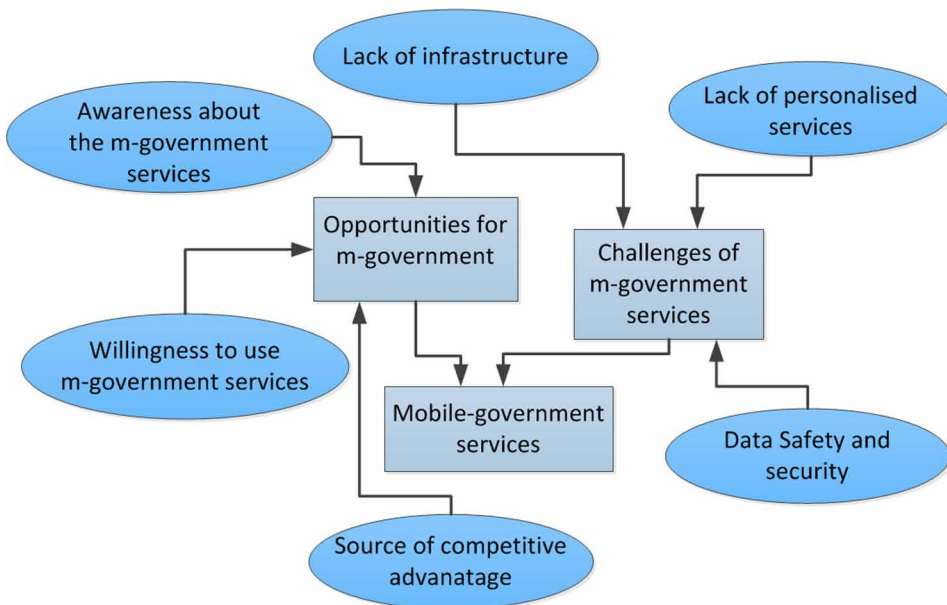 Lack of infrastructure
Lack of personalised
services
Awareness about
the m-government
services
Opportunities for
m-government
Challenges of
m-government
services
Willingness to use
m-government services
Mobile-government
services
Data Safety and
security
Source of competitive
advanatage